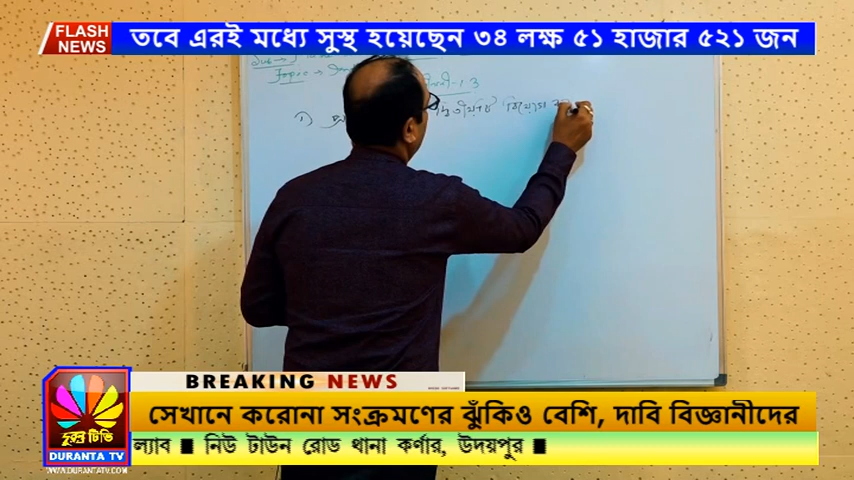 FLASH
NEWS
তবে এরই মধ্যে সুস্থ হয়েছেন ৩৪ লক্ষ ৫১ হাজার ৫২১ জন
১)
BREAKING NEWS
সেখানে করোনা সংক্রমণের ঝুঁকিও বেশি, দাবি বিজ্ঞানীদের
ল্যাব ■ নিউ টাউন রোড থানা কর্ণার, উদয়পুর ■
দুরন্ত টিভি
DURANTA TV
WWW.DURANTATV.COM